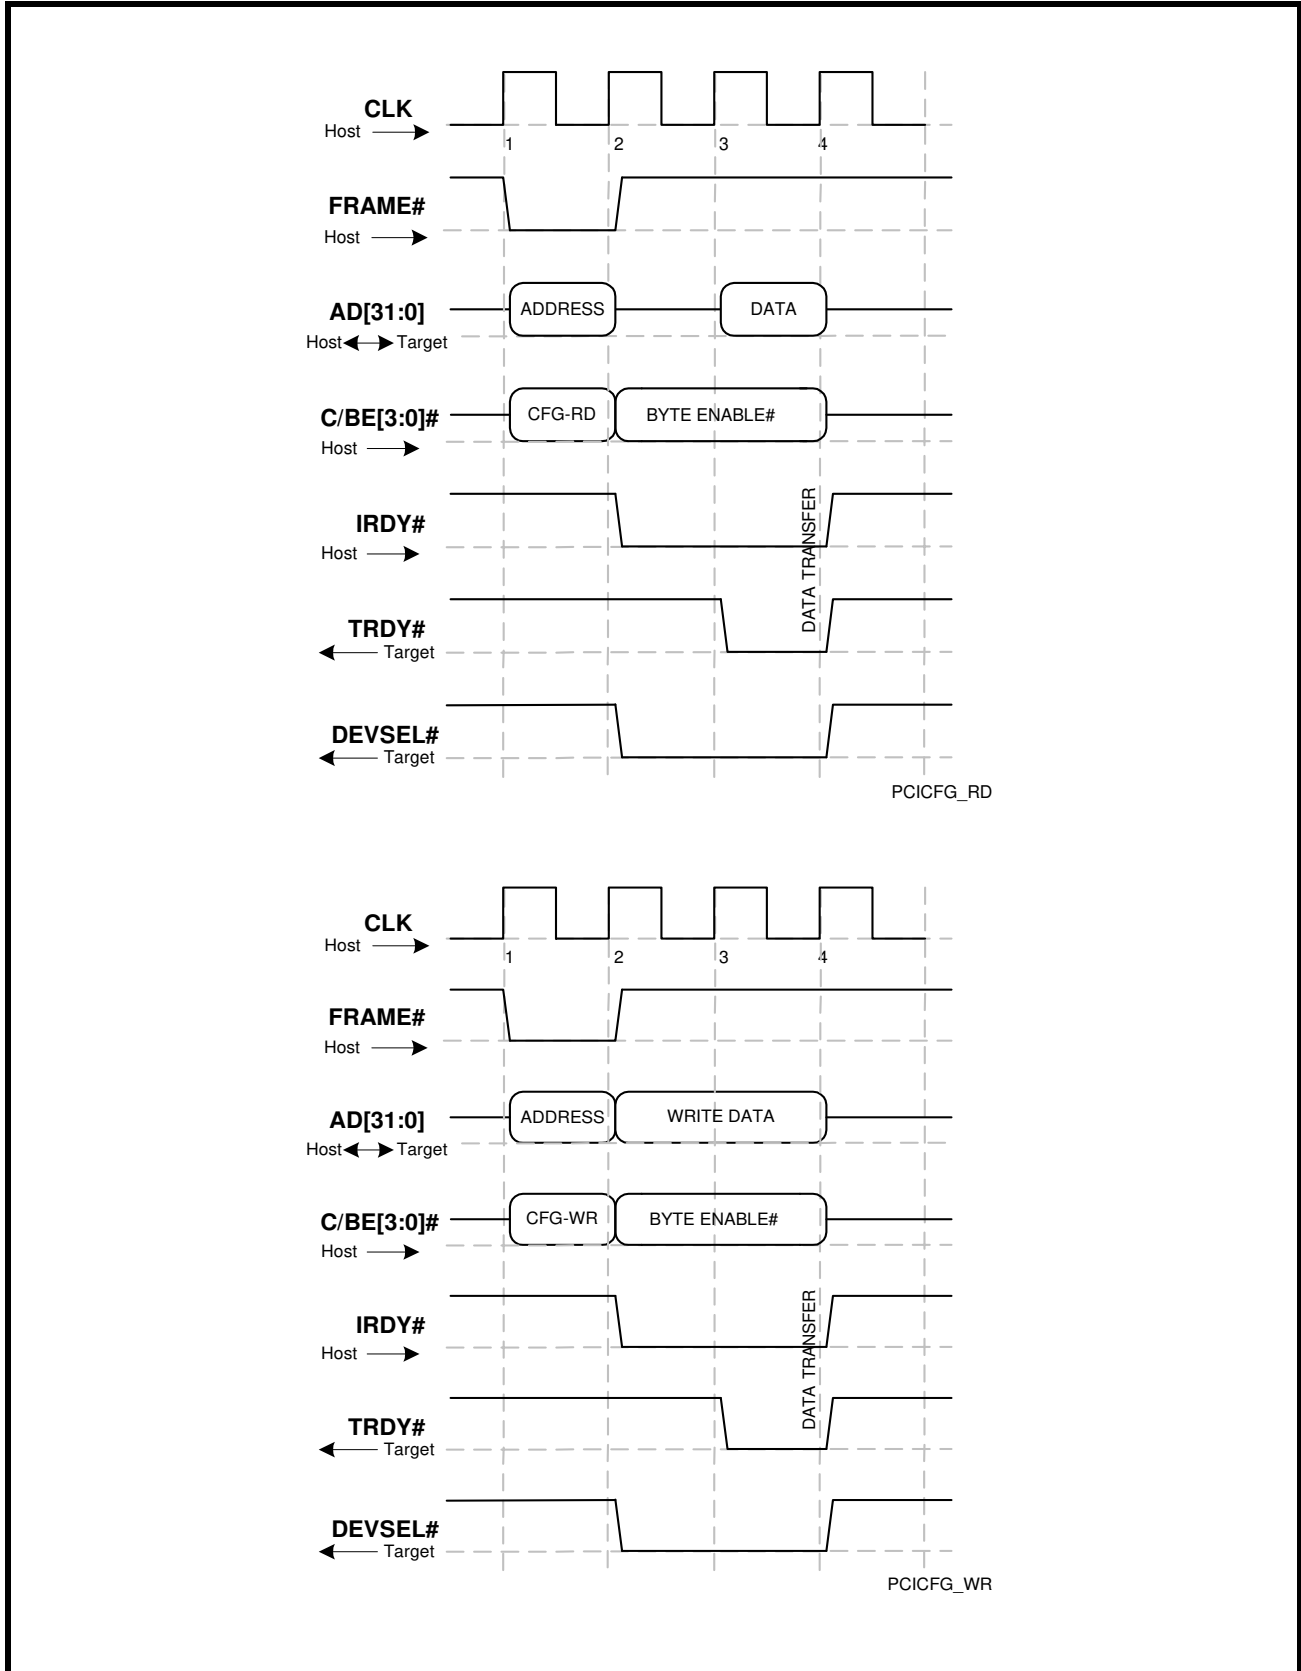 CLK
Host
1 2 3 4
FRAME#
Host
AD[31:0]
ADDRESS DATA
Host Target
C/BE[3:0]#
CFG-RD BYTE ENABLE#
Host
IRDY#
Host
DATA TRANSFER
TRDY#
Target
DEVSEL#
Target
PCICFG_RD
CLK
Host
1 2 3 4
FRAME#
Host
AD[31:0]
ADDRESS WRITE DATA
Host Target
C/BE[3:0]#
CFG-WR BYTE ENABLE#
Host
IRDY#
Host
DATA TRANSFER
TRDY#
Target
DEVSEL#
Target
PCICFG_WR